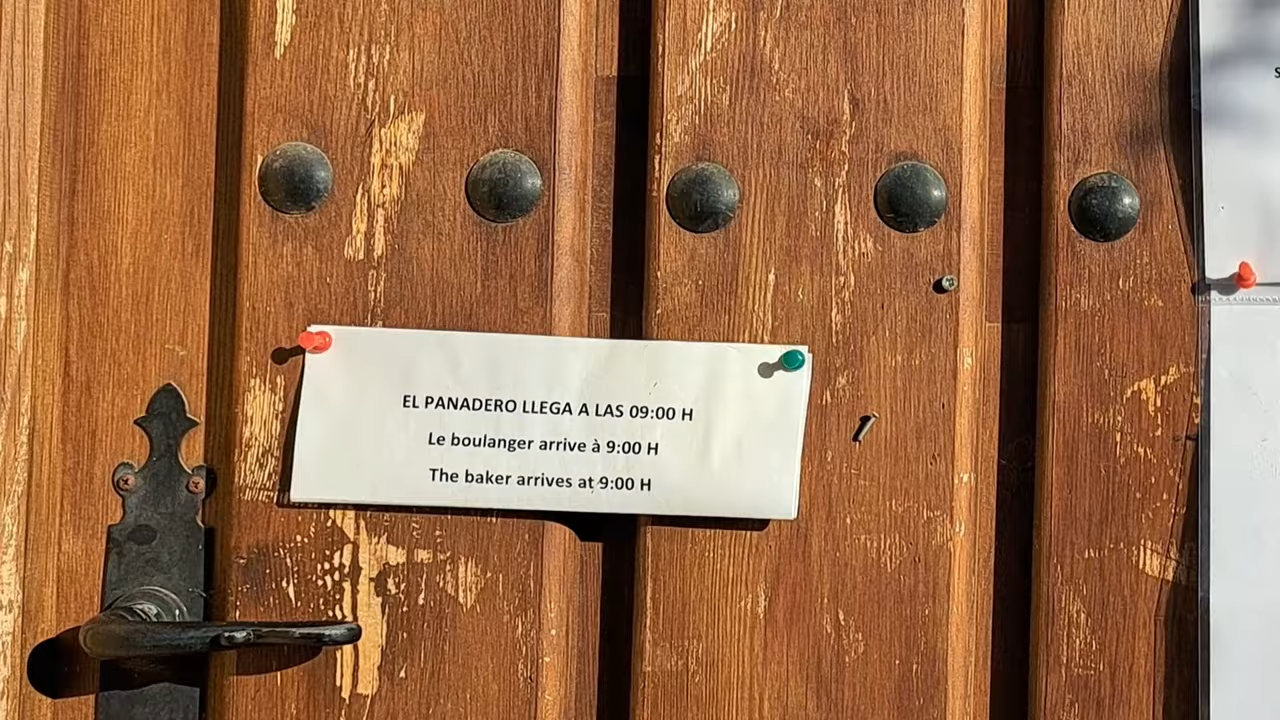 EL PANADERO LLEGA A LAS 09:00 H
Le boulanger arrive à 9:00 H
The baker arrives at 9:00 H